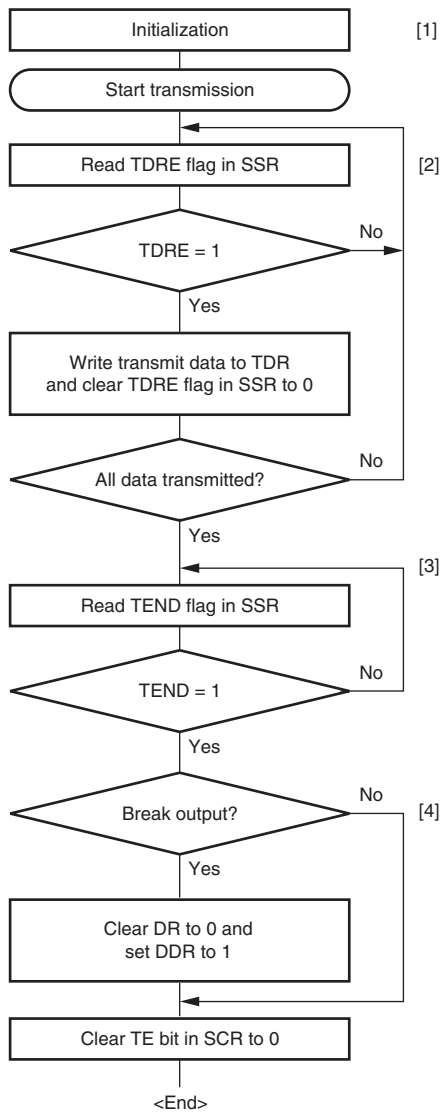 Initialization
[1]
Start transmission
Read TDRE flag in SSR
[2]
TDRE = 1
No
Yes
Write transmit data to TDR
and clear TDRE flag in SSR to 0
All data transmitted?
No
Yes
[3]
Read TEND flag in SSR
TEND = 1
No
Yes
Break output?
No
[4]
Yes
Clear DR to 0 and
set DDR to 1
Clear TE bit in SCR to 0
<End>